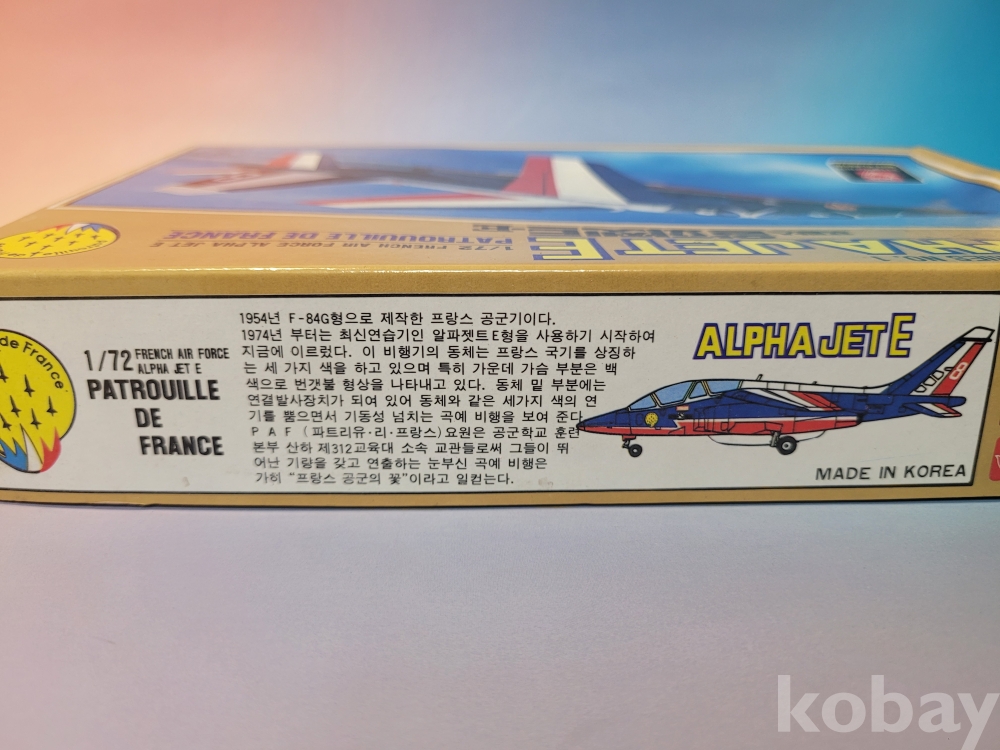 1/72 FRENCH AIR FORCE ALPHA JET E
PATROUILLE DE FRANCE
de France
1/72 FRENCH AIR FORCE
ALPHA JET E
PATROUILLE
DE
FRANCE
1954년 F-84G형으로 제작한 프랑스 공군기이다.
1974년 부터는 최신연습기인 알파젯트E형을 사용하기 시작하여
지금에 이르렀다. 이 비행기의 동체는 프랑스 국기를 상징하
는 세 가지 색을 하고 있으며 특히 가운데 가슴 부분은 백
색으로 번갯불 형상을 나타내고 있다. 동체 밑 부분에는
연결발사장치가 되여 있어 동체와 같은 세가지 색의 연
기를 뿜으면서 기동성 넘치는 곡예 비행을 보여 준다.
P A F (파트리유·리·프랑스)요원은 공군학교 훈련
본부 산하 제312교육대 소속 교관들로써 그들이 뛰
어난 기량을 갖고 연출하는 눈부신 곡예 비행은
가히 “프랑스 공군의 꽃”이라고 일컫는다.
ALPHA JET E
8
MADE IN KOREA
kobay